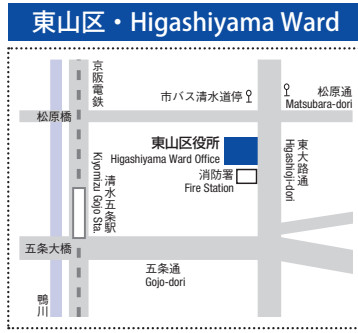 東山区・Higashiyama Ward
京阪電鉄
市バス清水道停
松原通
Matsubara-dori
松原橋
東山区役所
Higashiyama Ward Office
消防署
Fire Station
東大路通
Higashioji-dori
清水五条駅
Kiyomizu Gojo Sta.
五条大橋
五条通
Gojo-dori
鴨川